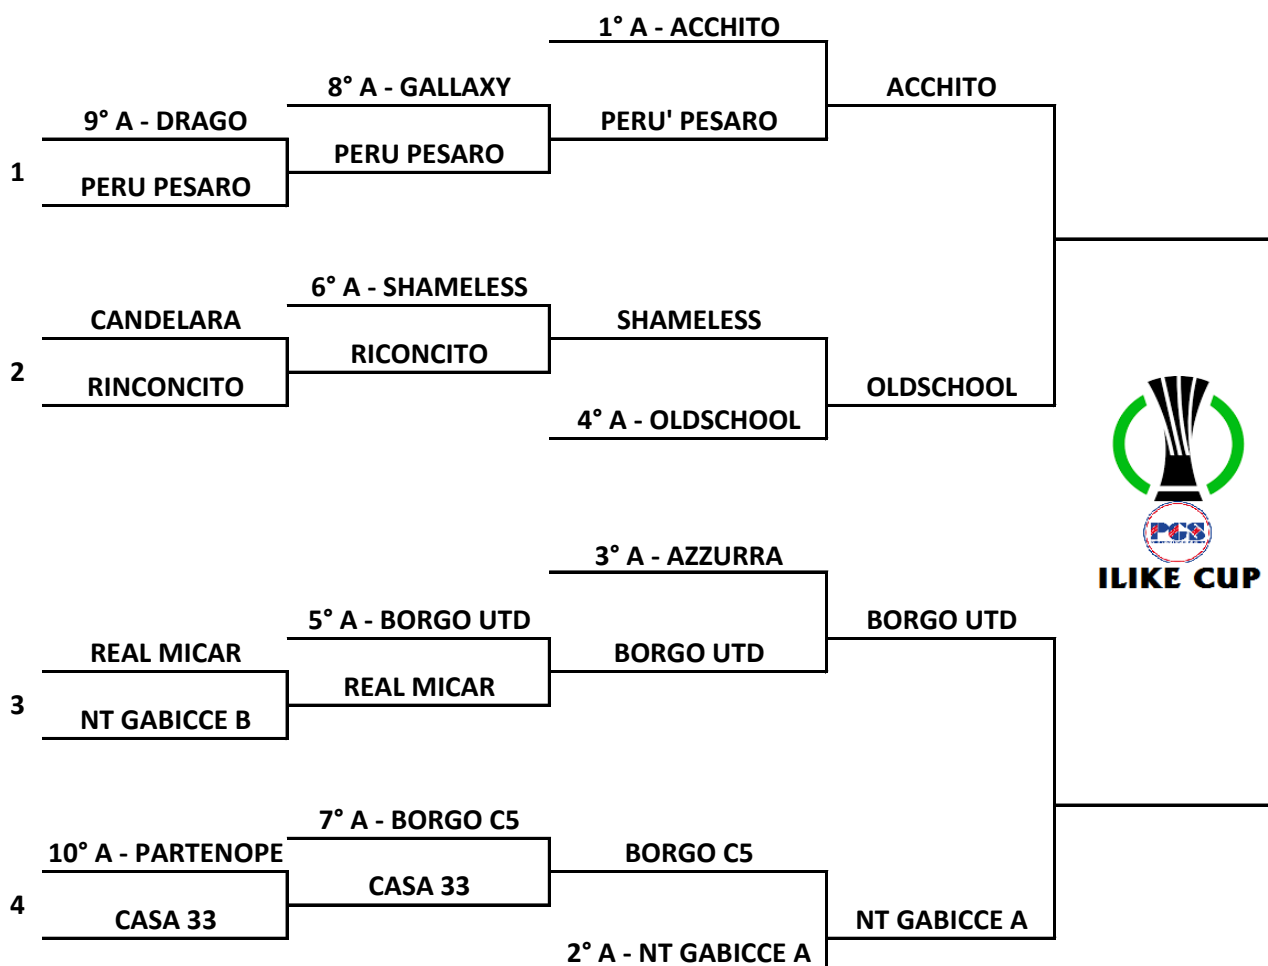 1° A - ACCHITO
8° A - GALLAXY
ACCHITO
9° A - DRAGO
PERU' PESARO
PERU PESARO
1
PERU PESARO
6° A - SHAMELESS
CANDELARA
SHAMELESS
RICONCITO
2
RINCONCITO
OLDSCHOOL
4° A - OLDSCHOOL
PGS
3° A - AZZURRA
ILIKE CUP
5° A - BORGO UTD
BORGO UTD
REAL MICAR
BORGO UTD
REAL MICAR
3
NT GABICCE B
7° A - BORGO C5
10° A - PARTENOPE
BORGO C5
CASA 33
4
CASA 33
NT GABICCE A
2° A - NT GABICCE A